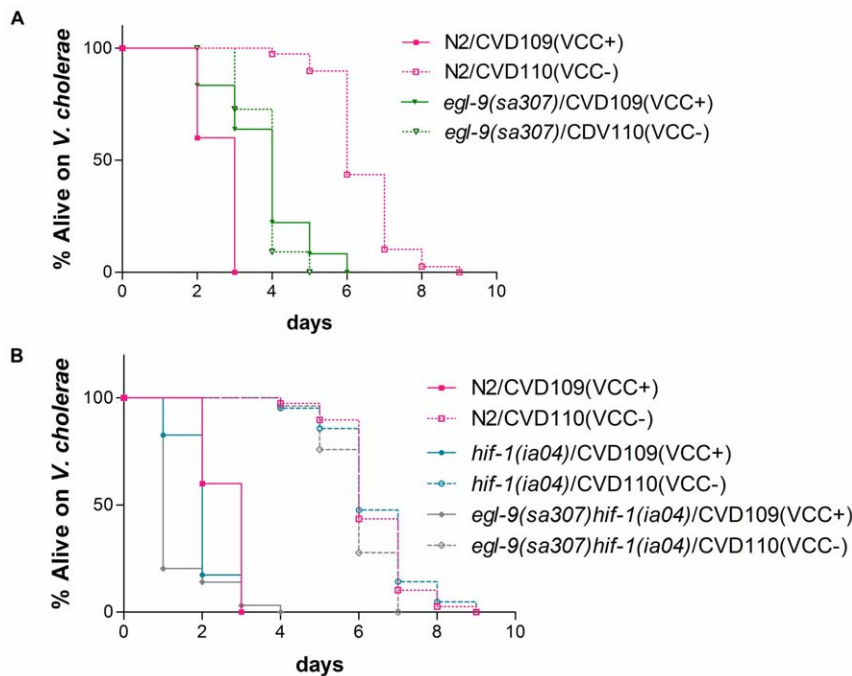 A
% Alive on V. cholerae
100
50
0
0
2
4
6
8
10
days
N2/CVD109(VCC+)
N2/CVD110(VCC-)
egl-9(sa307)/CVD109(VCC+)
egl-9(sa307)/CDV110(VCC-)
B
% Alive on V. cholerae
100
50
0
0
2
4
6
8
10
days
N2/CVD109(VCC+)
N2/CVD110(VCC-)
hif-1(ia04)/CVD109(VCC+)
hif-1(ia04)/CVD110(VCC-)
egl-9(sa307)hif-1(ia04)/CVD109(VCC+)
egl-9(sa307)hif-1(ia04)/CVD110(VCC-)